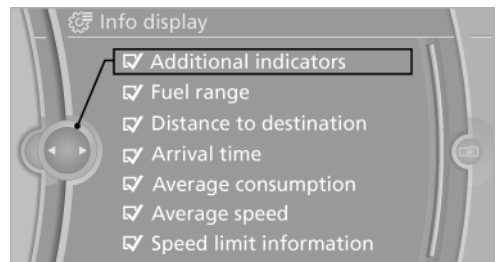 Info display
Additional indicators
Fuel range
Distance to destination
Arrival time
Average consumption
Average speed
Speed limit information